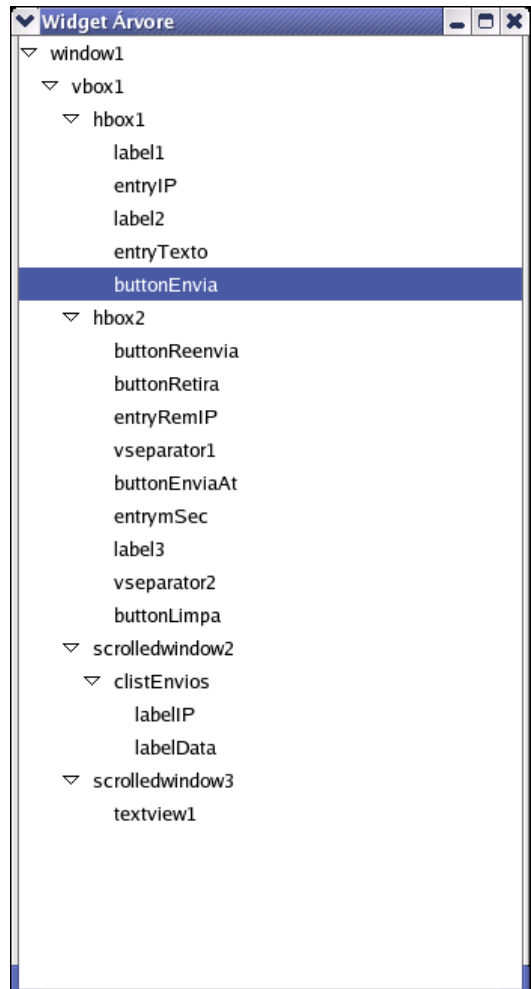 Widget Árvore
window1
vbox1
hbox1
label1
entryIP
label2
entryTexto
buttonEnvia
hbox2
buttonReenvia
buttonRetira
entryRemIP
vseparator1
buttonEnviaAt
entrymSec
label3
vseparator2
buttonLimpa
scrolledwindow2
clistEnvios
labelIP
labelData
scrolledwindow3
textview1